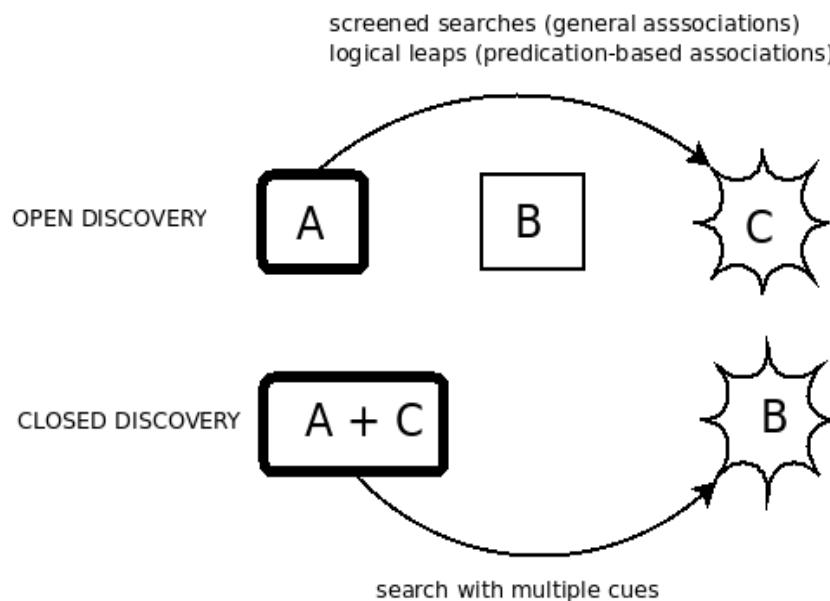 screened searches (general asssociations)
logical leaps (predication-based associations)
OPEN DISCOVERY
A
B
C
CLOSED DISCOVERY
A + C
B
search with multiple cues